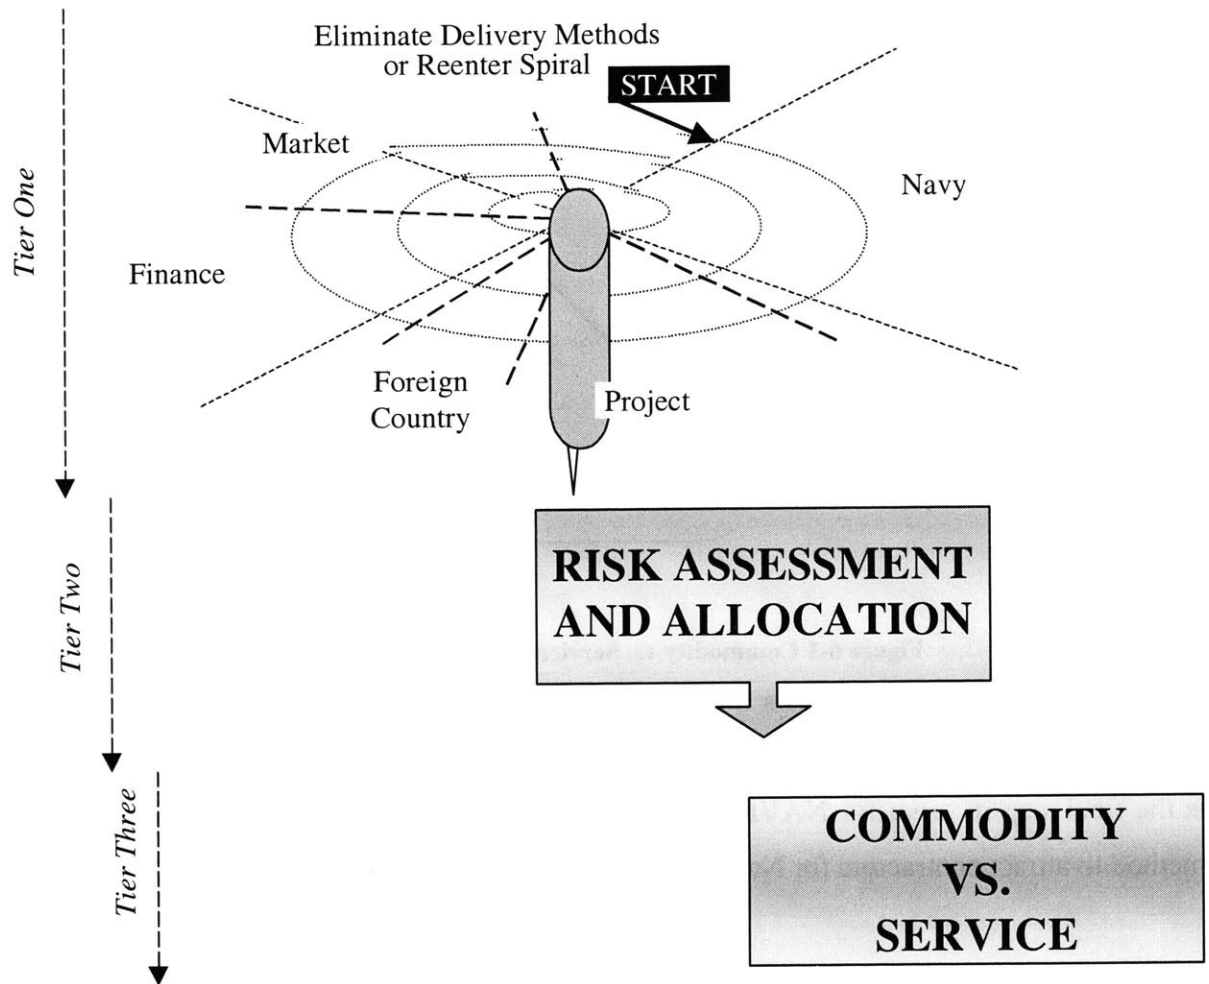 Eliminate Delivery Methods
or Reenter Spiral
START
Market
Navy
Tier One
Finance
Foreign
Country
Project
RISK ASSESSMENT
AND ALLOCATION
Tier Two
Tier Three
COMMODITY
VS.
SERVICE